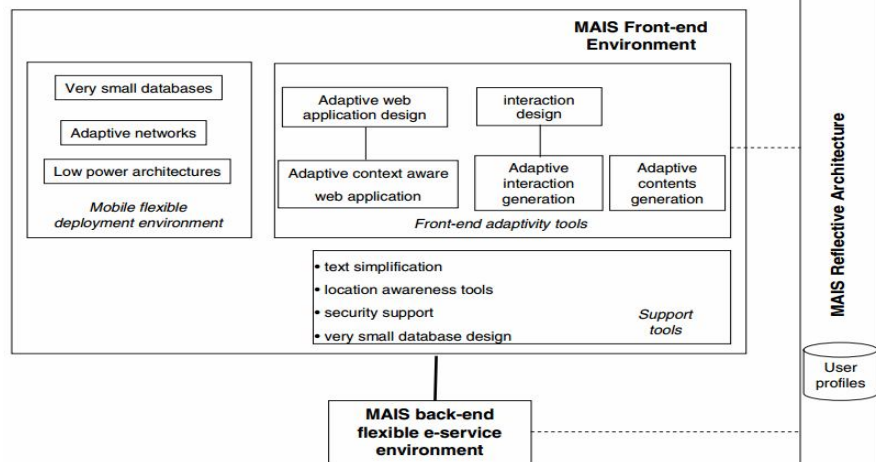 MAIS Front-end
Environment
Very small databases
Adaptive networks
Low power architectures
Mobile flexible
deployment environment
Adaptive web
application design
interaction
design
Adaptive context aware
web application
Adaptive
interaction
generation
Adaptive
contents
generation
Front-end adaptivity tools
• text simplification
• location awareness tools
• security support
• very small database design
Support
tools
MAIS back-end
flexible e-service
environment
MAIS Reflective Architecture
User
profiles